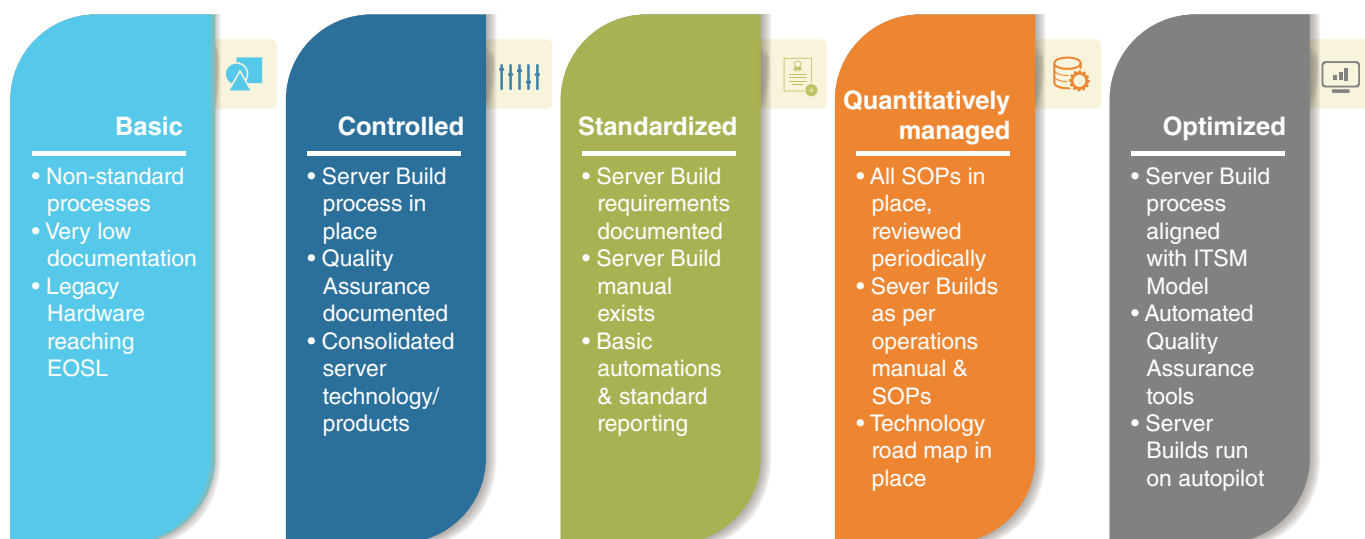 Basic
• Non-standard
processes
• Very low
documentation
• Legacy
Hardware
reaching
EOSL
Controlled
• Server Build
process in
place
• Quality
Assurance
documented
• Consolidated
server
technology/
products
Standardized
• Server Build
requirements
documented
• Server Build
manual
exists
• Basic
automations
& standard
reporting
Quantitatively
managed
• All SOPs in
place,
reviewed
periodically
• Sever Builds
as per
operations
manual &
SOPs
• Technology
road map in
place
Optimized
• Server Build
process
aligned
with ITSM
Model
• Automated
Quality
Assurance
tools
• Server
Builds run
on autopilot